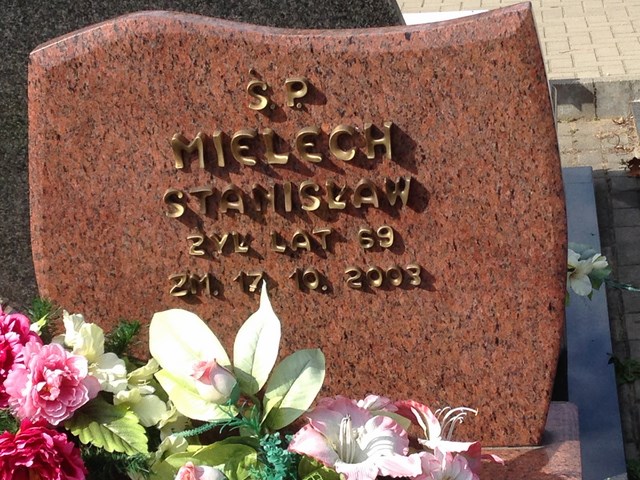 Ś.P.
MIELECH
STANISŁAW
ŻYŁ LAT 69
ZM. 17. 10. 2003